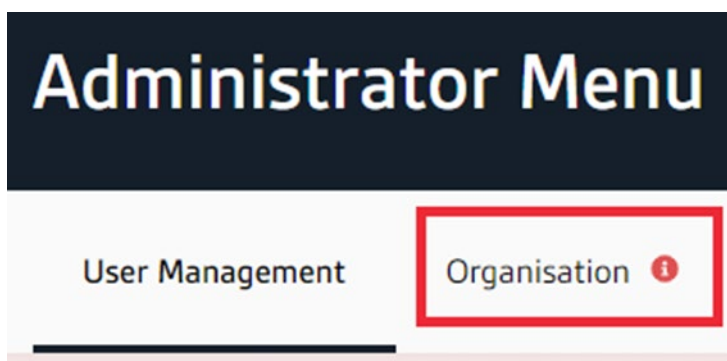 Administrator Menu
User Management
Organisation